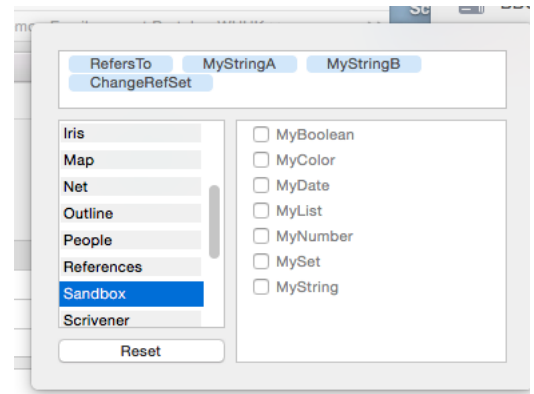 Sc
RefersTo MyStringA MyStringB
ChangeRefSet
Iris
Map
Net
Outline
People
References
Sandbox
Scrivener
Reset
MyBoolean
MyColor
MyDate
MyList
MyNumber
MySet
MyString